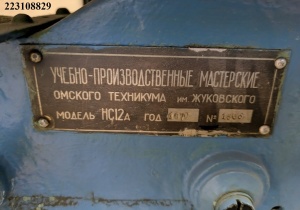 223108829
УЧЕБНО-ПРОИЗВОДСТВЕННЫЕ МАСТЕРСКИЕ
ОМСКОГО ТЕХНИКУМА ИМ. ЖУКОВСКОГО
МОДЕЛЬ НС12А ГОД №